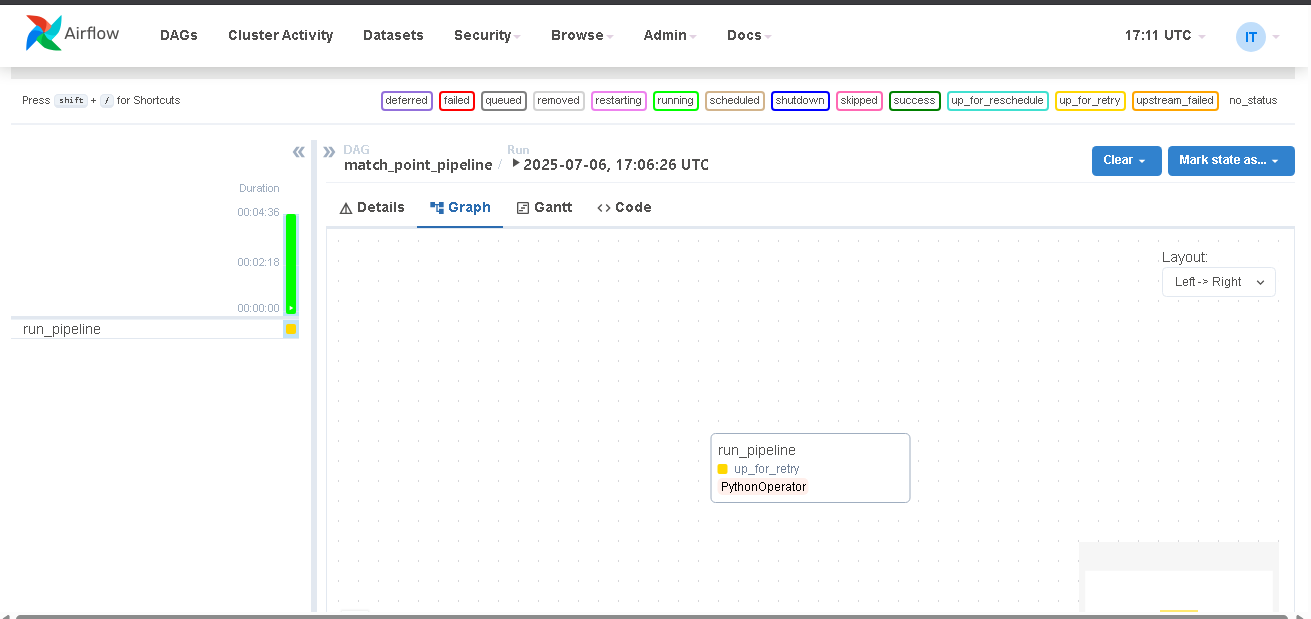 Airflow DAGs Cluster Activity Datasets Security Browse Admin Docs 17:11 UTC IT
Press shift + / for Shortcuts deferred failed queued removed restarting running scheduled shutdown skipped success up_for_reschedule up_for_retry upstream_failed no_status
« » DAG Run
match_point_pipeline / 2025-07-06, 17:06:26 UTC Clear Mark state as...
Duration
00:04:36
00:02:18
00:00:00
run_pipeline
Details Graph Gantt <> Code
Layout:
Left -> Right
run_pipeline
up_for_retry
PythonOperator